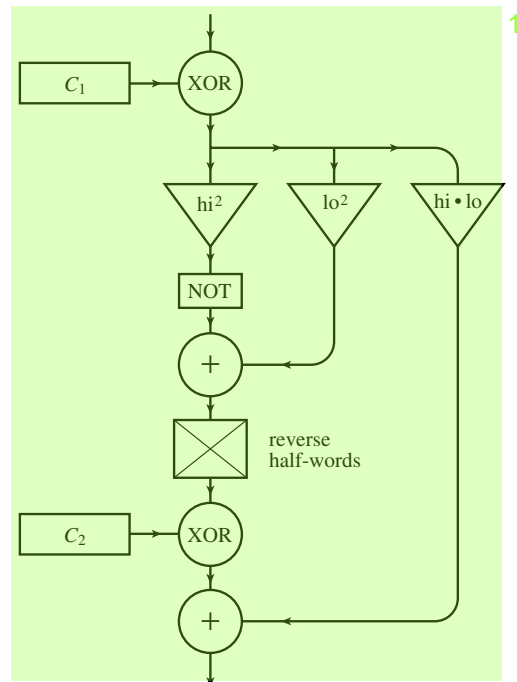 1
C₁
XOR
hi²
lo²
hi • lo
NOT
+
reverse
half-words
C₂
XOR
+